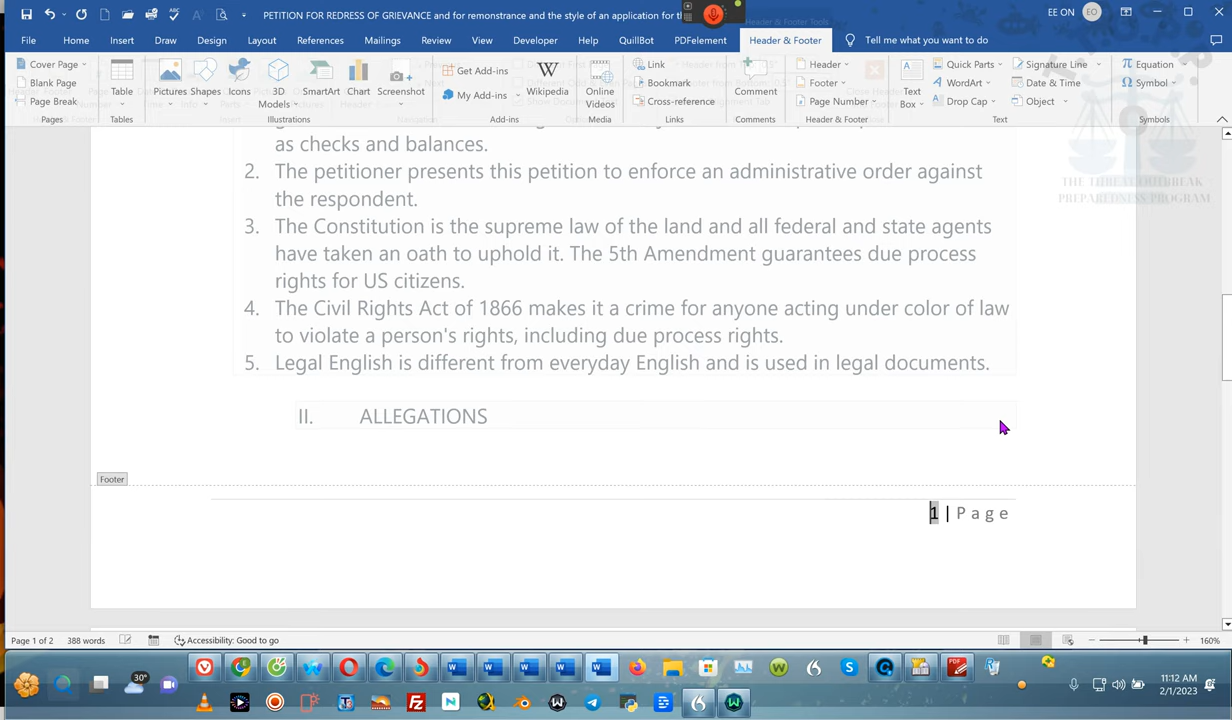 PETITION FOR REDRESS OF GRIEVANCE and for remonstrance and the style of an application for th
Header & Footer Tools
EE ON
EO
File
Home
Insert
Draw
Design
Layout
References
Mailings
Review
View
Developer
Help
QuillBot
PDFelement
Header & Footer
Tell me what you want to do
Cover Page
Blank Page
Page Break
Pages
Table
Tables
Pictures
Shapes
Icons
3D Models
SmartArt
Chart
Screenshot
Illustrations
Get Add-ins
My Add-ins
Wikipedia
Add-ins
Online Videos
Media
Link
Bookmark
Cross-reference
Links
Comment
Comments
Header
Footer
Page Number
Header & Footer
Text Box
Quick Parts
WordArt
Drop Cap
Signature Line
Date & Time
Object
Text
Equation
Symbol
Symbols
THE THREAT OUTBREAK
PREPAREDNESS PROGRAM
as checks and balances.
2. The petitioner presents this petition to enforce an administrative order against
the respondent.
3. The Constitution is the supreme law of the land and all federal and state agents
have taken an oath to uphold it. The 5th Amendment guarantees due process
rights for US citizens.
4. The Civil Rights Act of 1866 makes it a crime for anyone acting under color of law
to violate a person's rights, including due process rights.
5. Legal English is different from everyday English and is used in legal documents.
II. ALLEGATIONS
Footer
1 | Page
Page 1 of 2
388 words
Accessibility: Good to go
160%
30°
11:12 AM
2/1/2023